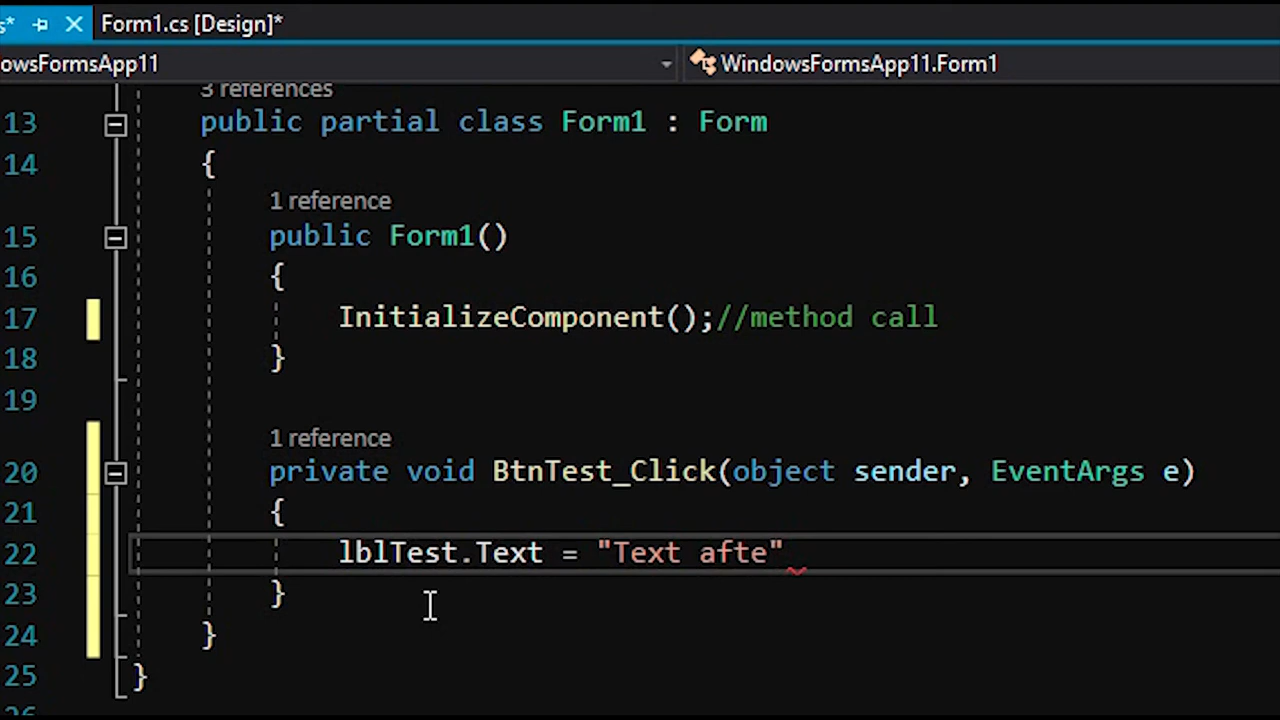 s* Form1.cs [Design]*
owsFormsApp11 WindowsFormsApp11.Form1
3 references
13 public partial class Form1 : Form
14 {
1 reference
15 public Form1()
16 {
17 InitializeComponent();//method call
18 }
19
1 reference
20 private void BtnTest_Click(object sender, EventArgs e)
21 {
22 lblTest.Text = "Text afte"
23 }
24 }
25 }
26